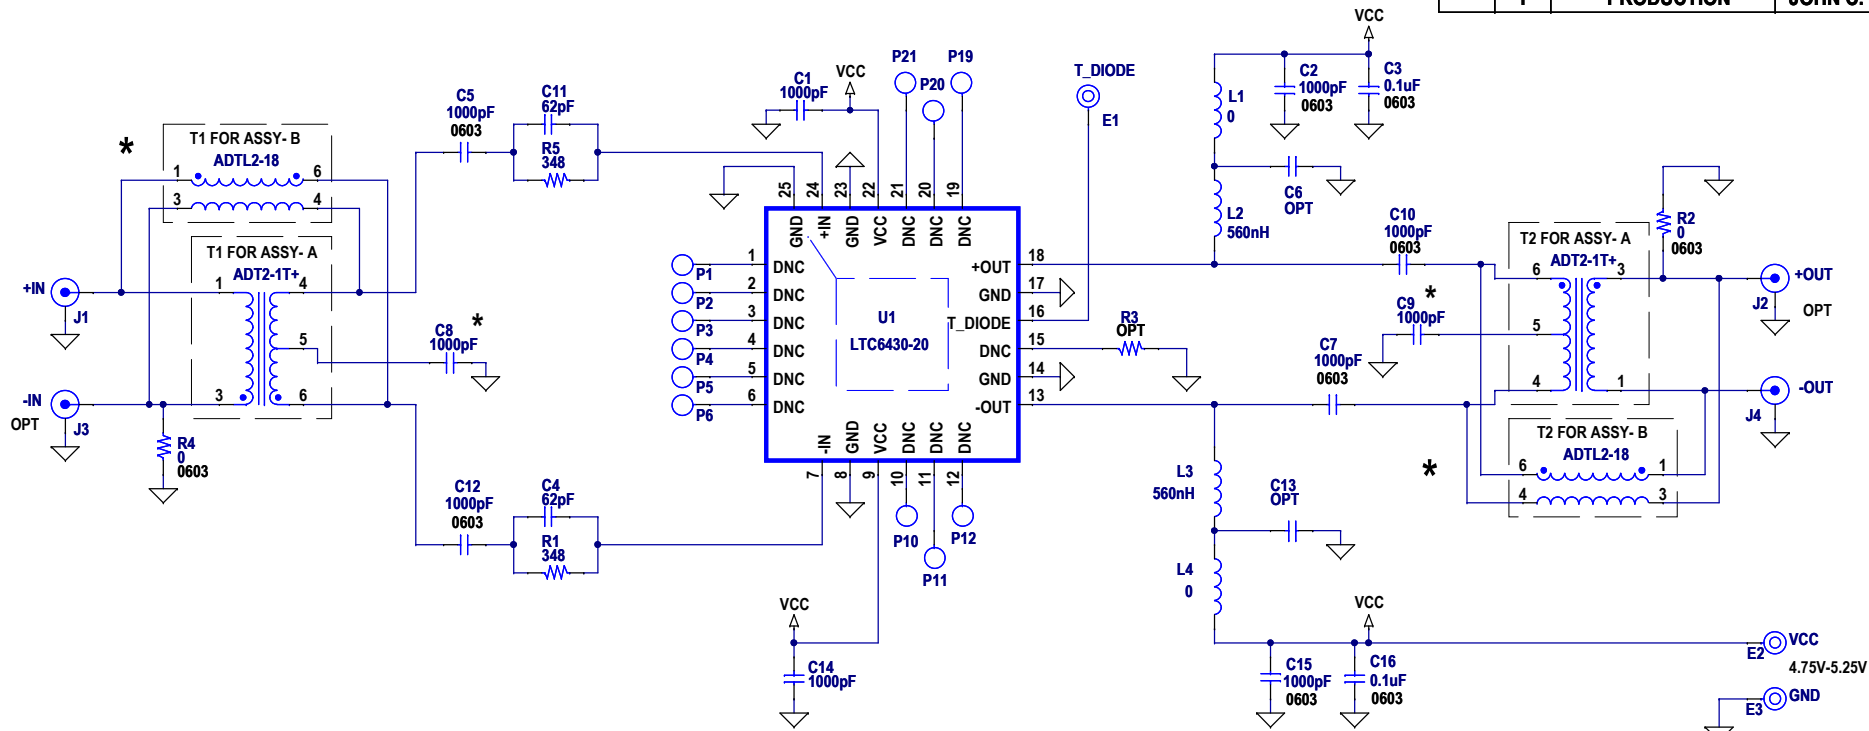 1 PRODUCTION JOHN C.
VCC
P21 P19
P20
T_DIODE
E1
C1
1000pF
VCC
C2
1000pF
0603
C3
0.1uF
0603
L1
0
C5
1000pF
0603
C11
62pF
R5
348
*
T1 FOR ASSY- B
ADTL2-18
1 6
3 4
T1 FOR ASSY- A
ADT2-1T+
1 4
5
3 6
+IN
J1
-IN
OPT
J3
R4
0
0603
C8
1000pF
*
C12
1000pF
0603
C4
62pF
R1
348
25 24 23 22 21 20 19
GND +IN GND VCC DNC DNC DNC
P1 1 DNC
P2 2 DNC
P3 3 DNC
P4 4 DNC
P5 5 DNC
P6 6 DNC
U1
LTC6430-20
+OUT 18
GND 17
T_DIODE 16
DNC 15
GND 14
-OUT 13
-IN GND VCC DNC DNC DNC
7 8 9 10 11 12
P10 P12
P11
VCC
C14
1000pF
C6
OPT
L2
560nH
R3
OPT
C10
1000pF
0603
C9
1000pF
*
C7
1000pF
0603
T2 FOR ASSY- A
ADT2-1T+
6 3
5
4 1
T2 FOR ASSY- B
ADTL2-18
6 1
4 3
*
R2
0
0603
+OUT
J2
OPT
-OUT
J4
L3
560nH
C13
OPT
L4
0
VCC
C15
1000pF
0603
C16
0.1uF
0603
E2 VCC
4.75V-5.25V
E3 GND